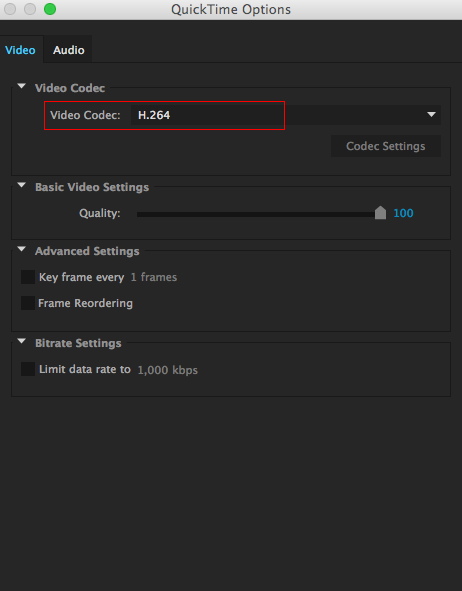 QuickTime Options
Video Audio
Video Codec
Video Codec: H.264
Codec Settings
Basic Video Settings
Quality: 100
Advanced Settings
Key frame every 1 frames
Frame Reordering
Bitrate Settings
Limit data rate to 1,000 kbps